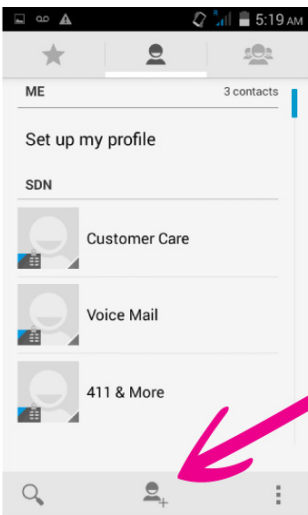 5:19 AM
ME 3 contacts
Set up my profile
SDN
Customer Care
Voice Mail
411 & More